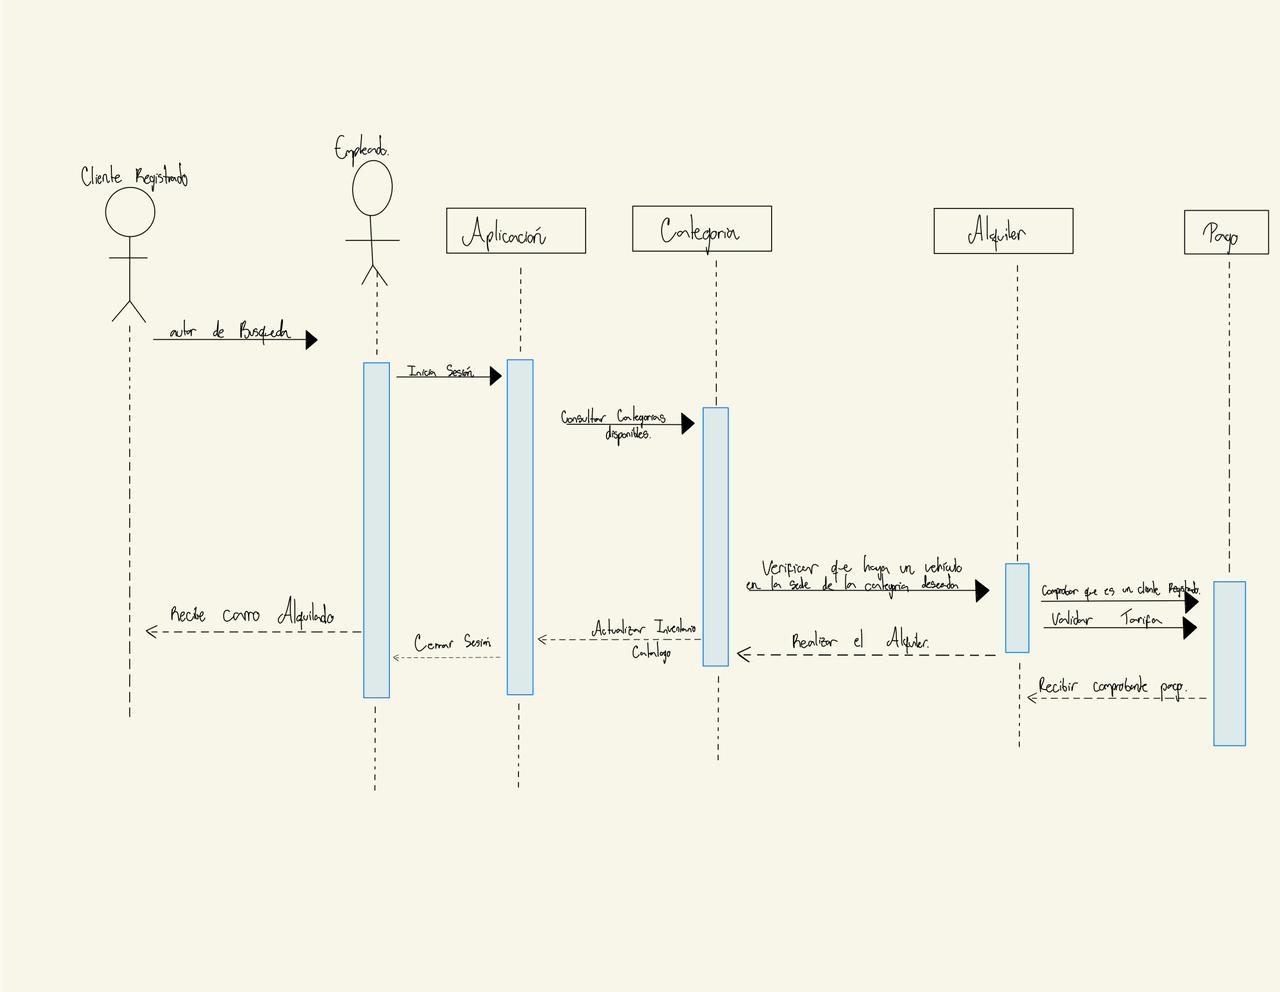 Empleado.
Cliente Registrado
Aplicación
Categoria
Alquiler
Pago
autor de Busqueda
Inicia Sesión.
Consultar Categorias
disponibles.
Verificar que haya un vehículo
en la sede de la categoria deseada
Comprobar que es un cliente Registrado.
Validar Tarifa
Recibe carro Alquilado
Cerrar Sesión
Actualizar Inventario
Catalogo
Realizar el Alquiler.
Recibir comprobante pago.